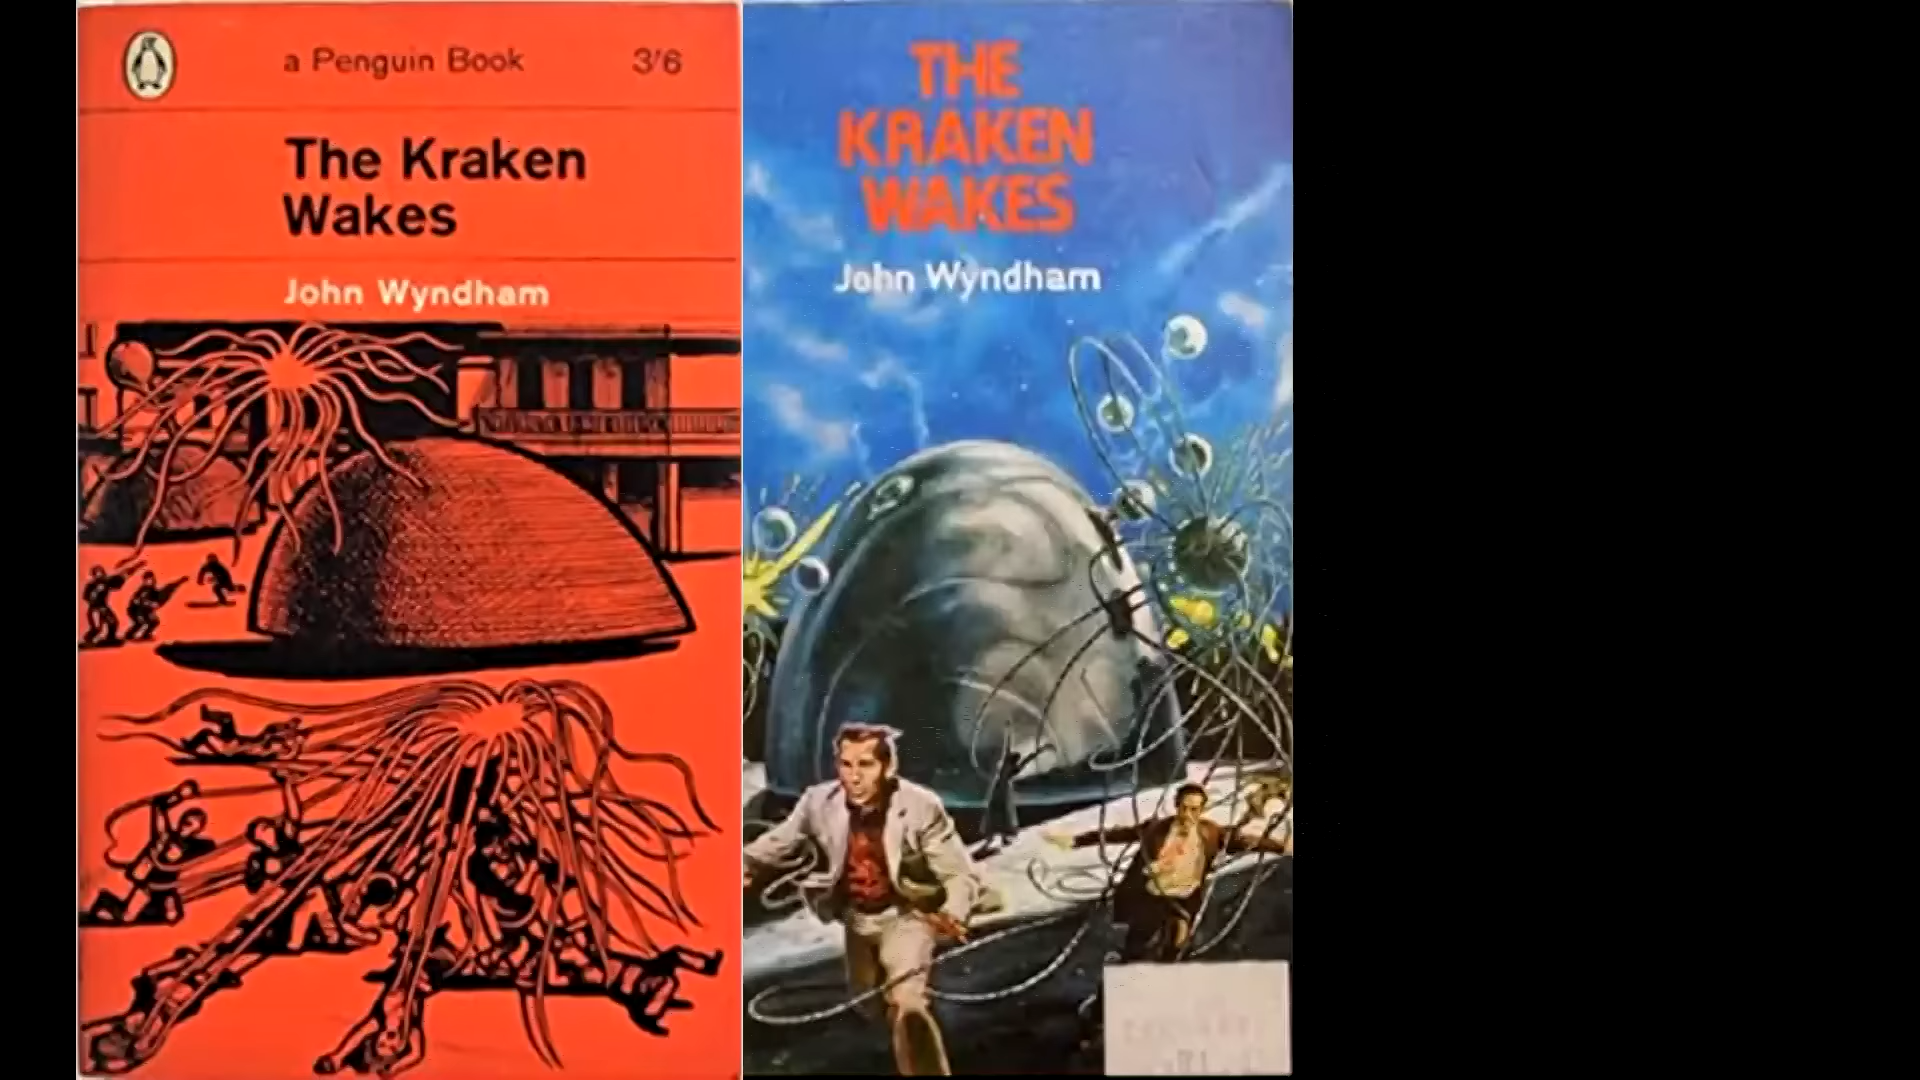 a Penguin Book 3'6
The Kraken
Wakes
John Wyndham
THE
KRAKEN
WAKES
John Wyndham